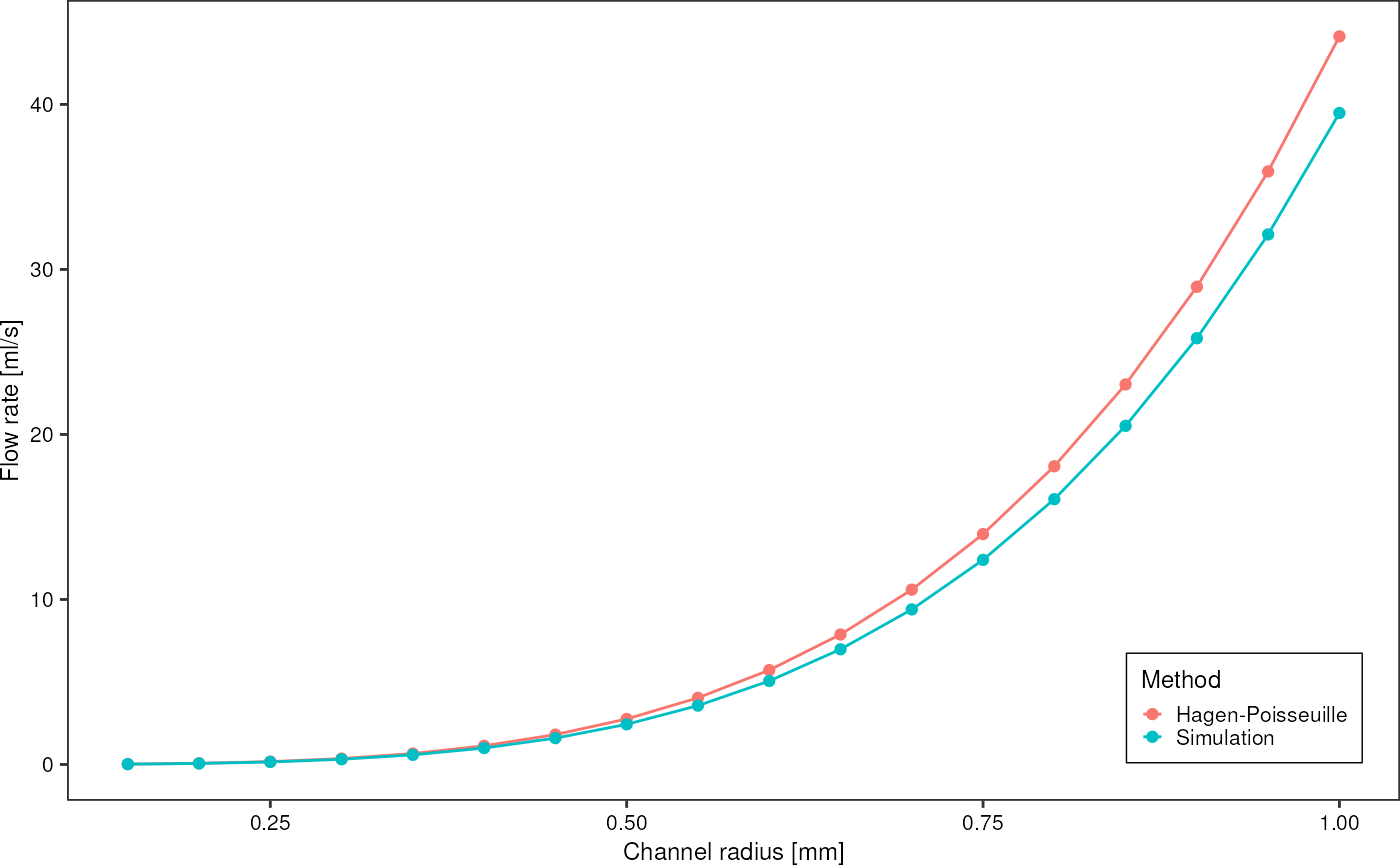 Flow rate [ml/s]
40
30
20
10
0
0.25
0.50
0.75
1.00
Channel radius [mm]
Method
Hagen-Poisseuille
Simulation